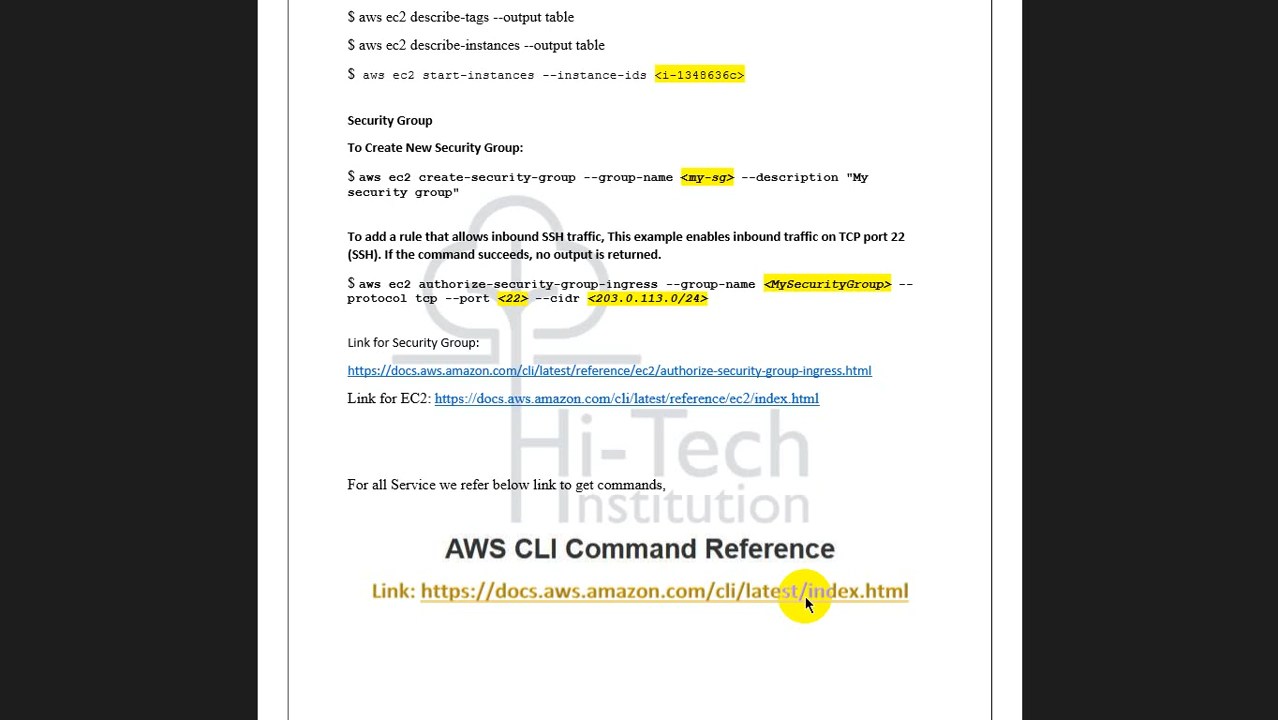 $ aws ec2 describe-tags --output table
$ aws ec2 describe-instances --output table
$ aws ec2 start-instances --instance-ids <i-1348636c>
Security Group
To Create New Security Group:
$ aws ec2 create-security-group --group-name <my-sg> --description "My
security group"
To add a rule that allows inbound SSH traffic, This example enables inbound traffic on TCP port 22
(SSH). If the command succeeds, no output is returned.
$ aws ec2 authorize-security-group-ingress --group-name <MySecurityGroup> --
protocol tcp --port <22> --cidr <203.0.113.0/24>
Link for Security Group:
https://docs.aws.amazon.com/cli/latest/reference/ec2/authorize-security-group-ingress.html
Link for EC2: https://docs.aws.amazon.com/cli/latest/reference/ec2/index.html
Hi-Tech
Institution
For all Service we refer below link to get commands,
AWS CLI Command Reference
Link: https://docs.aws.amazon.com/cli/latest/index.html